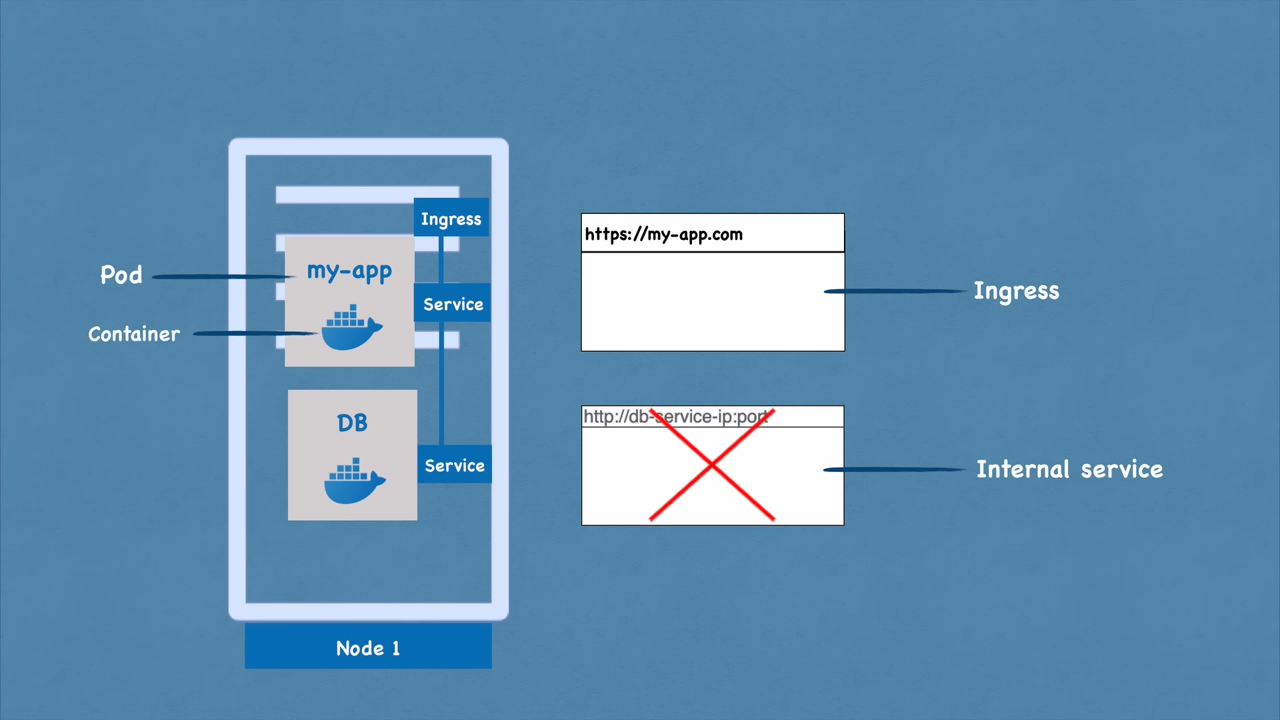 Ingress
https://my-app.com
Pod
my-app
Ingress
Service
Container
http://db-service-ip:port
DB
Service
Internal service
Node 1